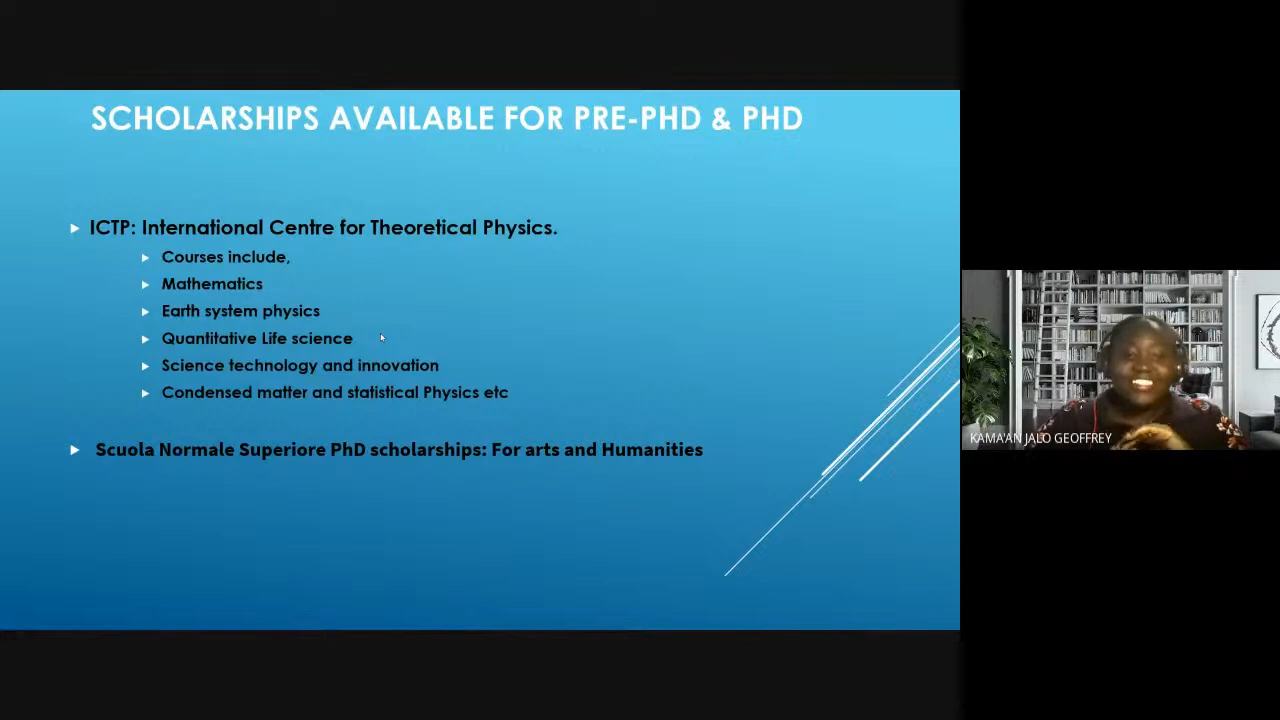 SCHOLARSHIPS AVAILABLE FOR PRE-PHD & PHD
ICTP: International Centre for Theoretical Physics.
Courses include,
Mathematics
Earth system physics
Quantitative Life science
Science technology and innovation
Condensed matter and statistical Physics etc
Scuola Normale Superiore PhD scholarships: For arts and Humanities
KAMA'AN JALO GEOFFREY